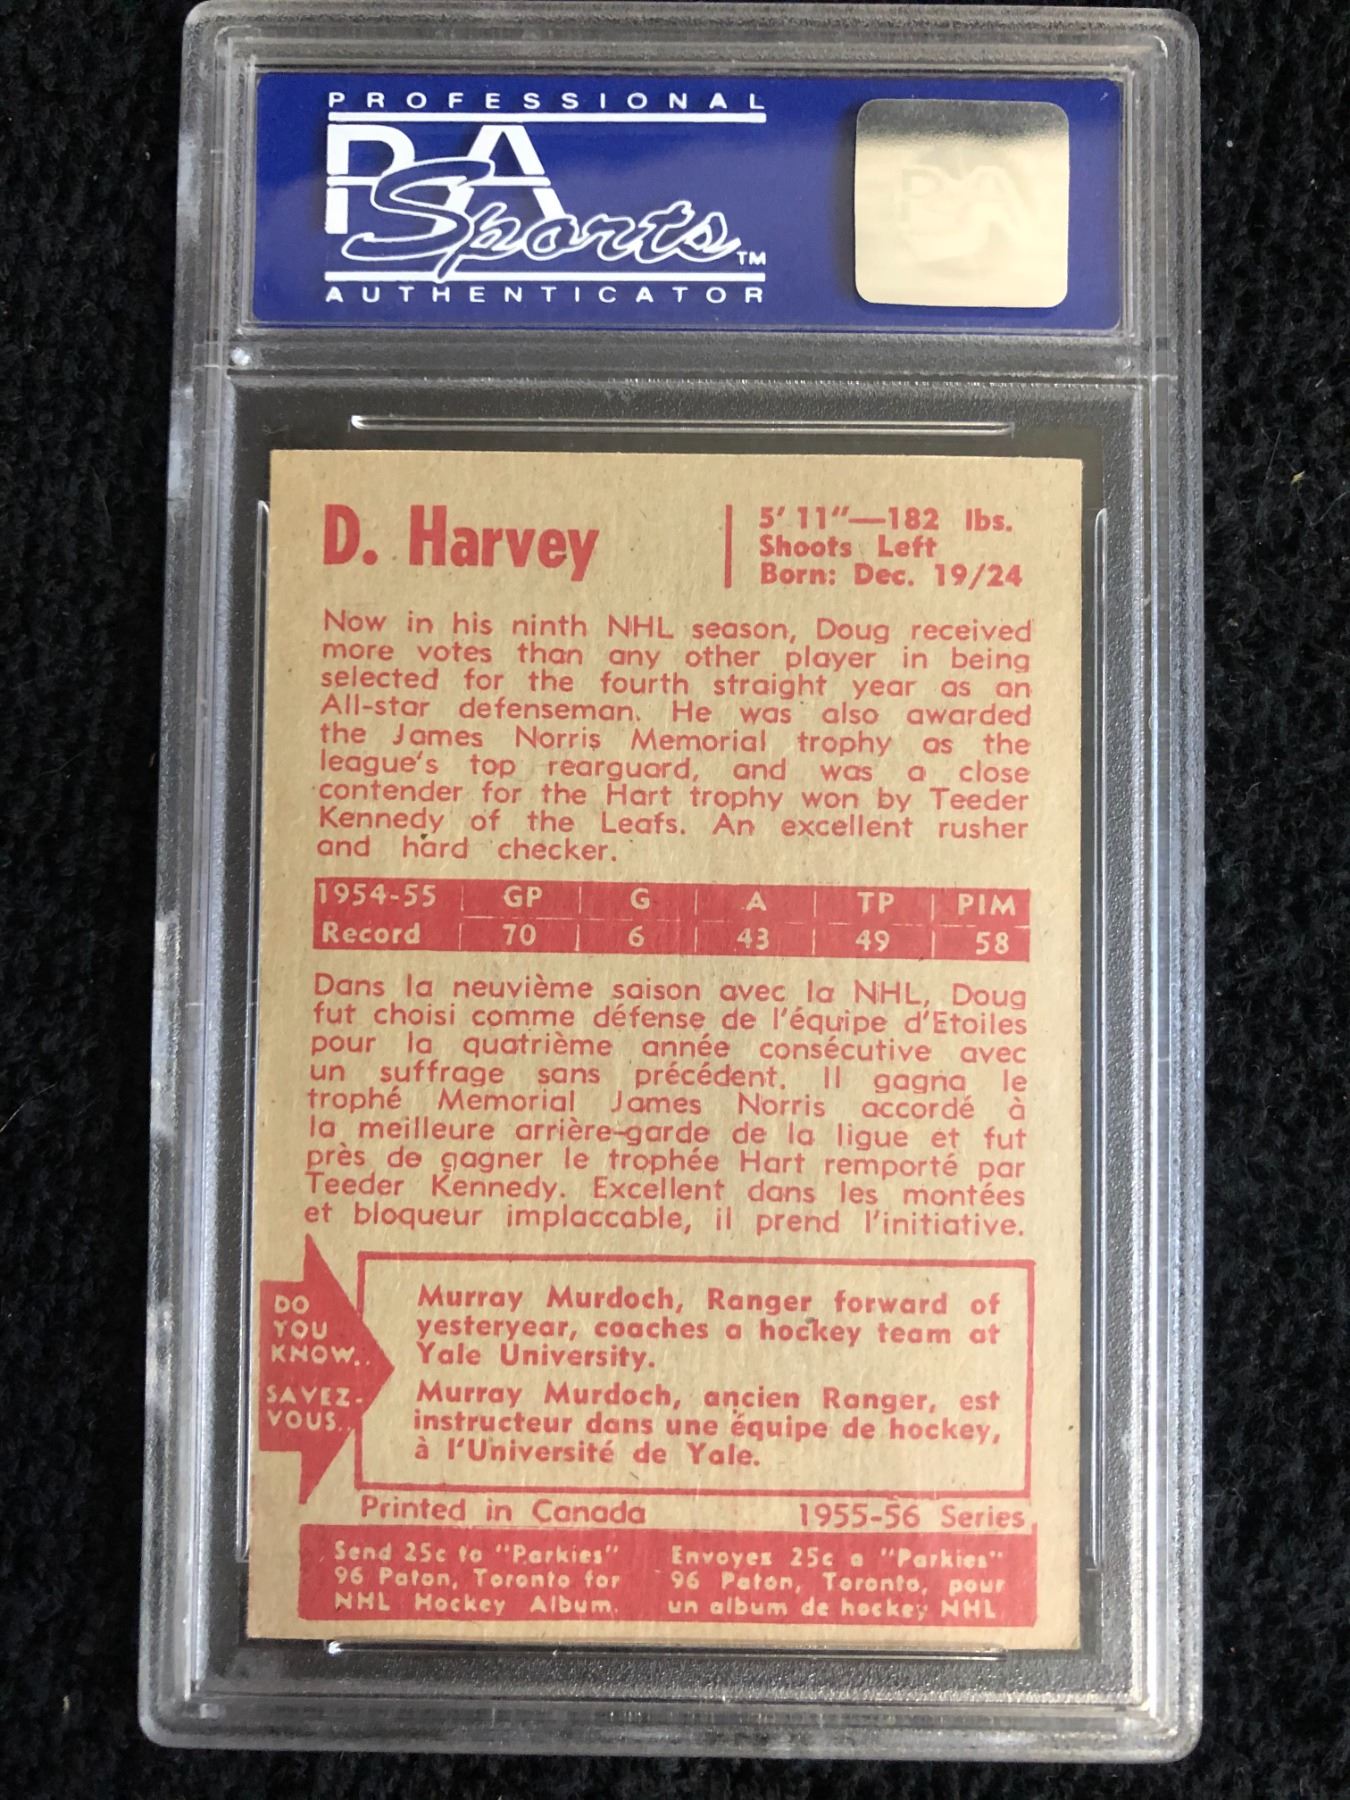 PROFESSIONAL
PSA
Sports™
AUTHENTICATOR
PSA
D. Harvey
5' 11"—182 lbs.
Shoots Left
Born: Dec. 19/24
Now in his ninth NHL season, Doug received
more votes than any other player in being
selected for the fourth straight year as an
All-star defenseman. He was also awarded
the James Norris Memorial trophy as the
league's top rearguard, and was a close
contender for the Hart trophy won by Teeder
Kennedy of the Leafs. An excellent rusher
and hard checker.
1954-55 GP G A TP PIM
Record 70 6 43 49 58
Dans la neuvième saison avec la NHL, Doug
fut choisi comme défense de l'équipe d'Etoiles
pour la quatrième année consécutive avec
un suffrage sans précédent. Il gagna le
trophé Memorial James Norris accordé à
la meilleure arrière-garde de la ligue et fut
près de gagner le trophée Hart remporté par
Teeder Kennedy. Excellent dans les montées
et bloqueur implaccable, il prend l'initiative.
DO
YOU
KNOW..
SAVEZ-
VOUS..
Murray Murdoch, Ranger forward of
yesteryear, coaches a hockey team at
Yale University.
Murray Murdoch, ancien Ranger, est
instructeur dans une équipe de hockey,
à l'Université de Yale.
Printed in Canada 1955-56 Series
Send 25c to "Parkies"
96 Paton, Toronto for
NHL Hockey Album.
Envoyez 25c a "Parkies"
96 Paton, Toronto, pour
un album de hockey NHL